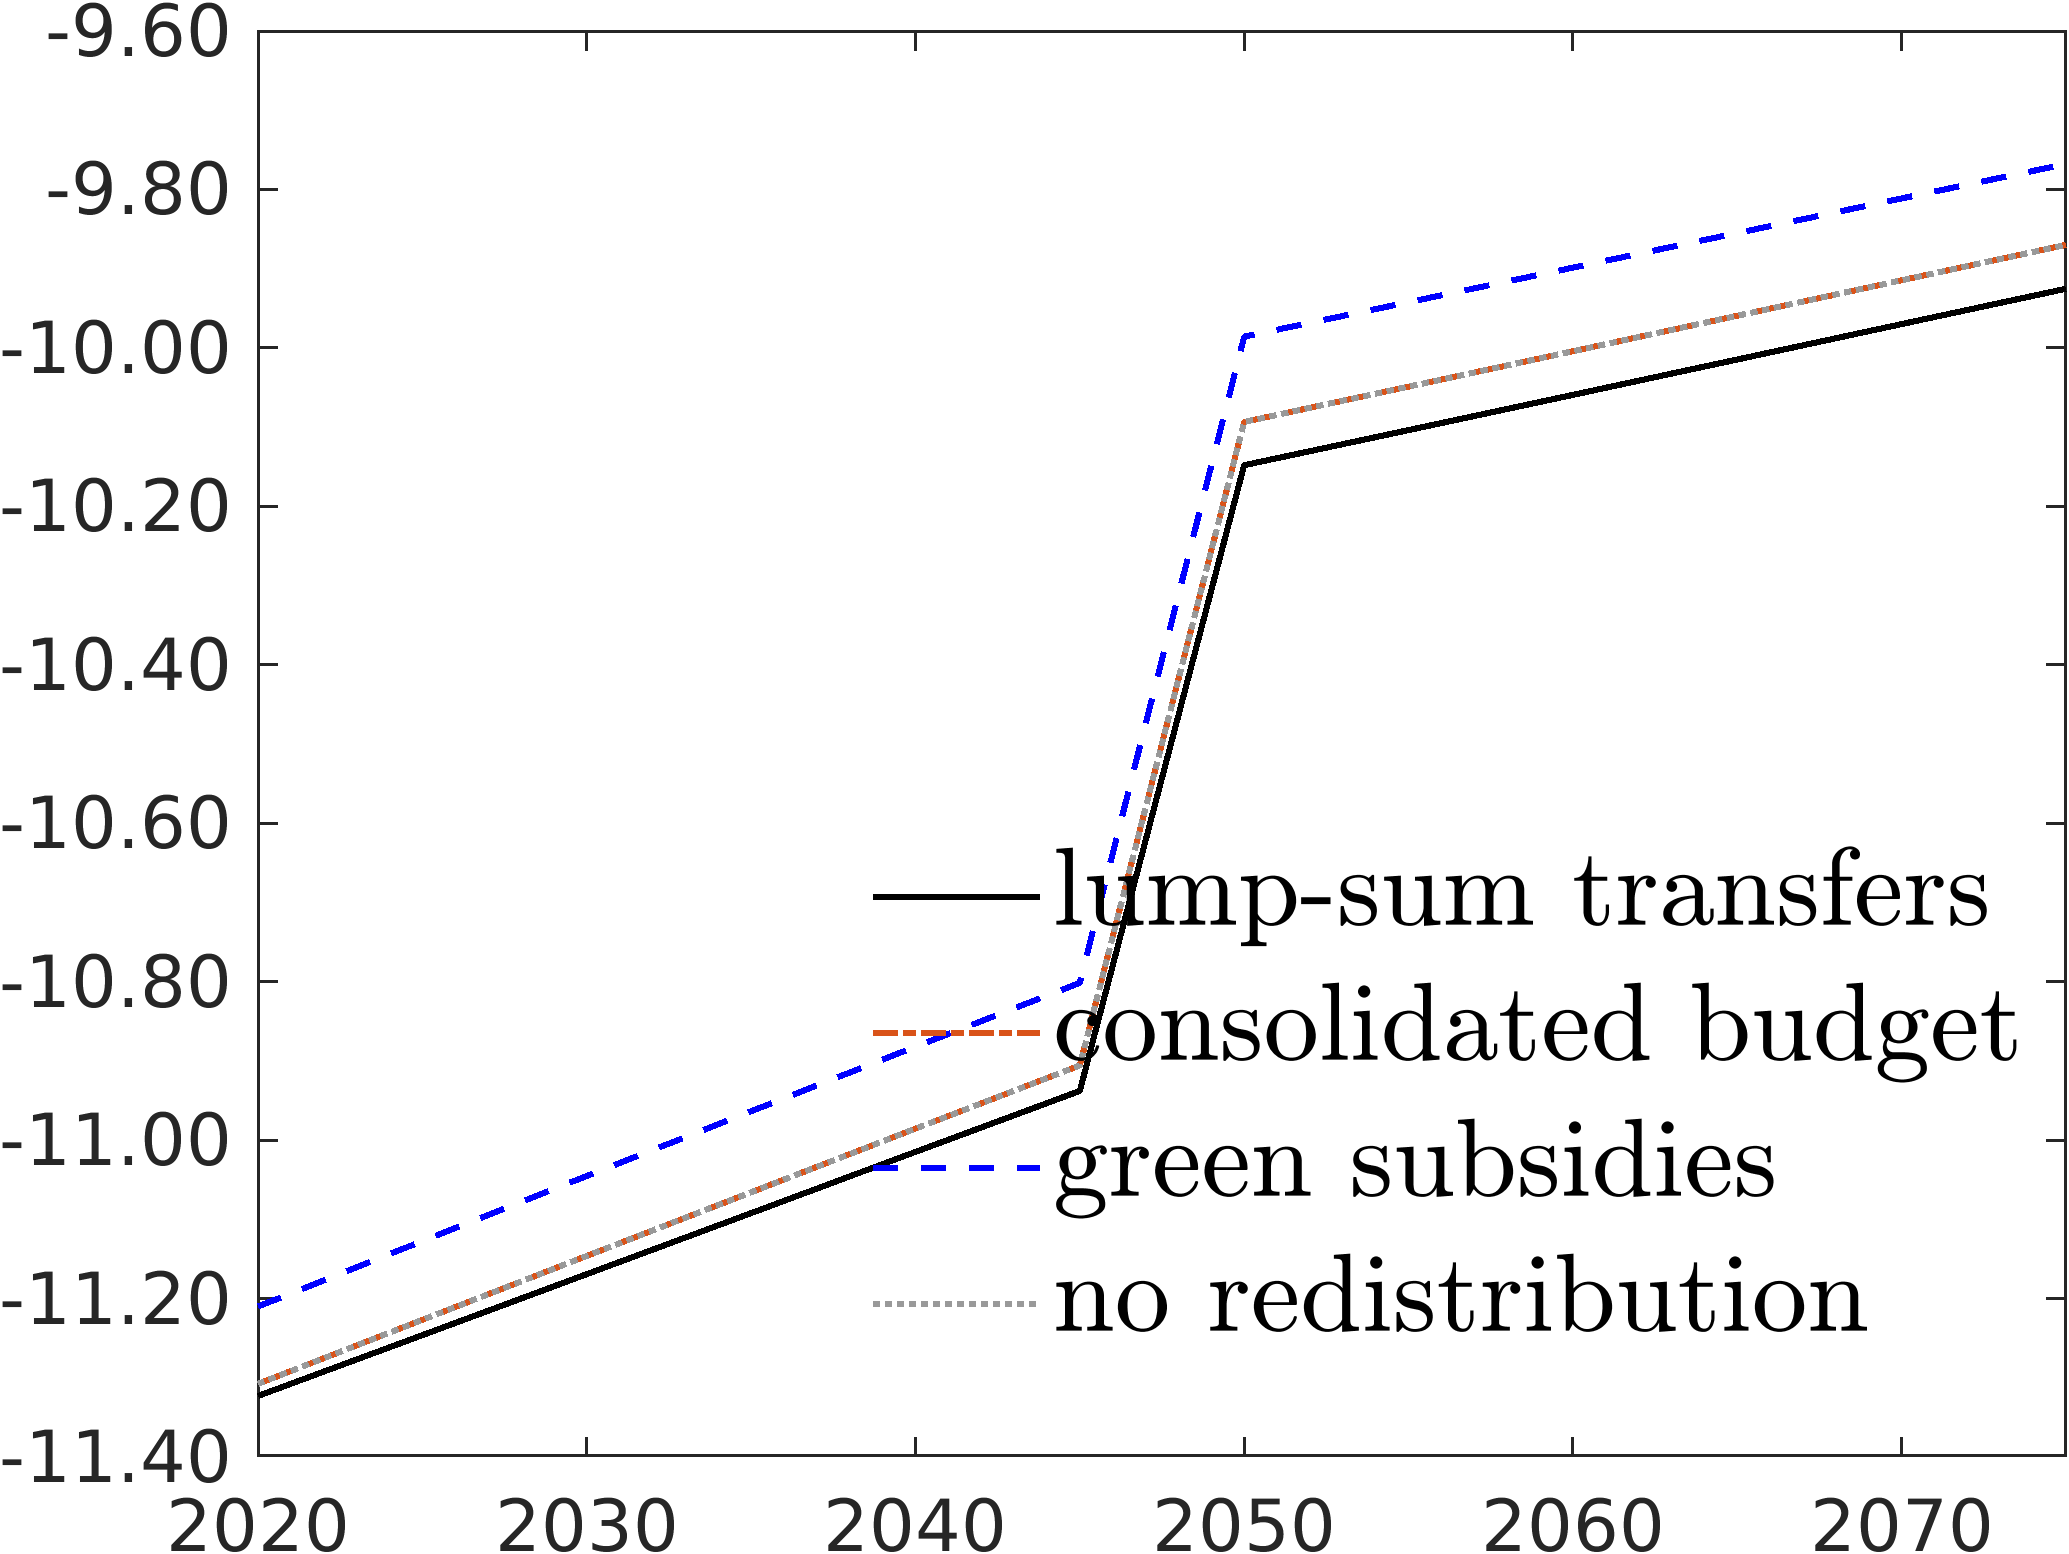 -9.60
-9.80
-10.00
-10.20
-10.40
-10.60
-10.80
-11.00
-11.20
-11.40
2020 2030 2040 2050 2060 2070
lump-sum transfers
consolidated budget
green subsidies
no redistribution